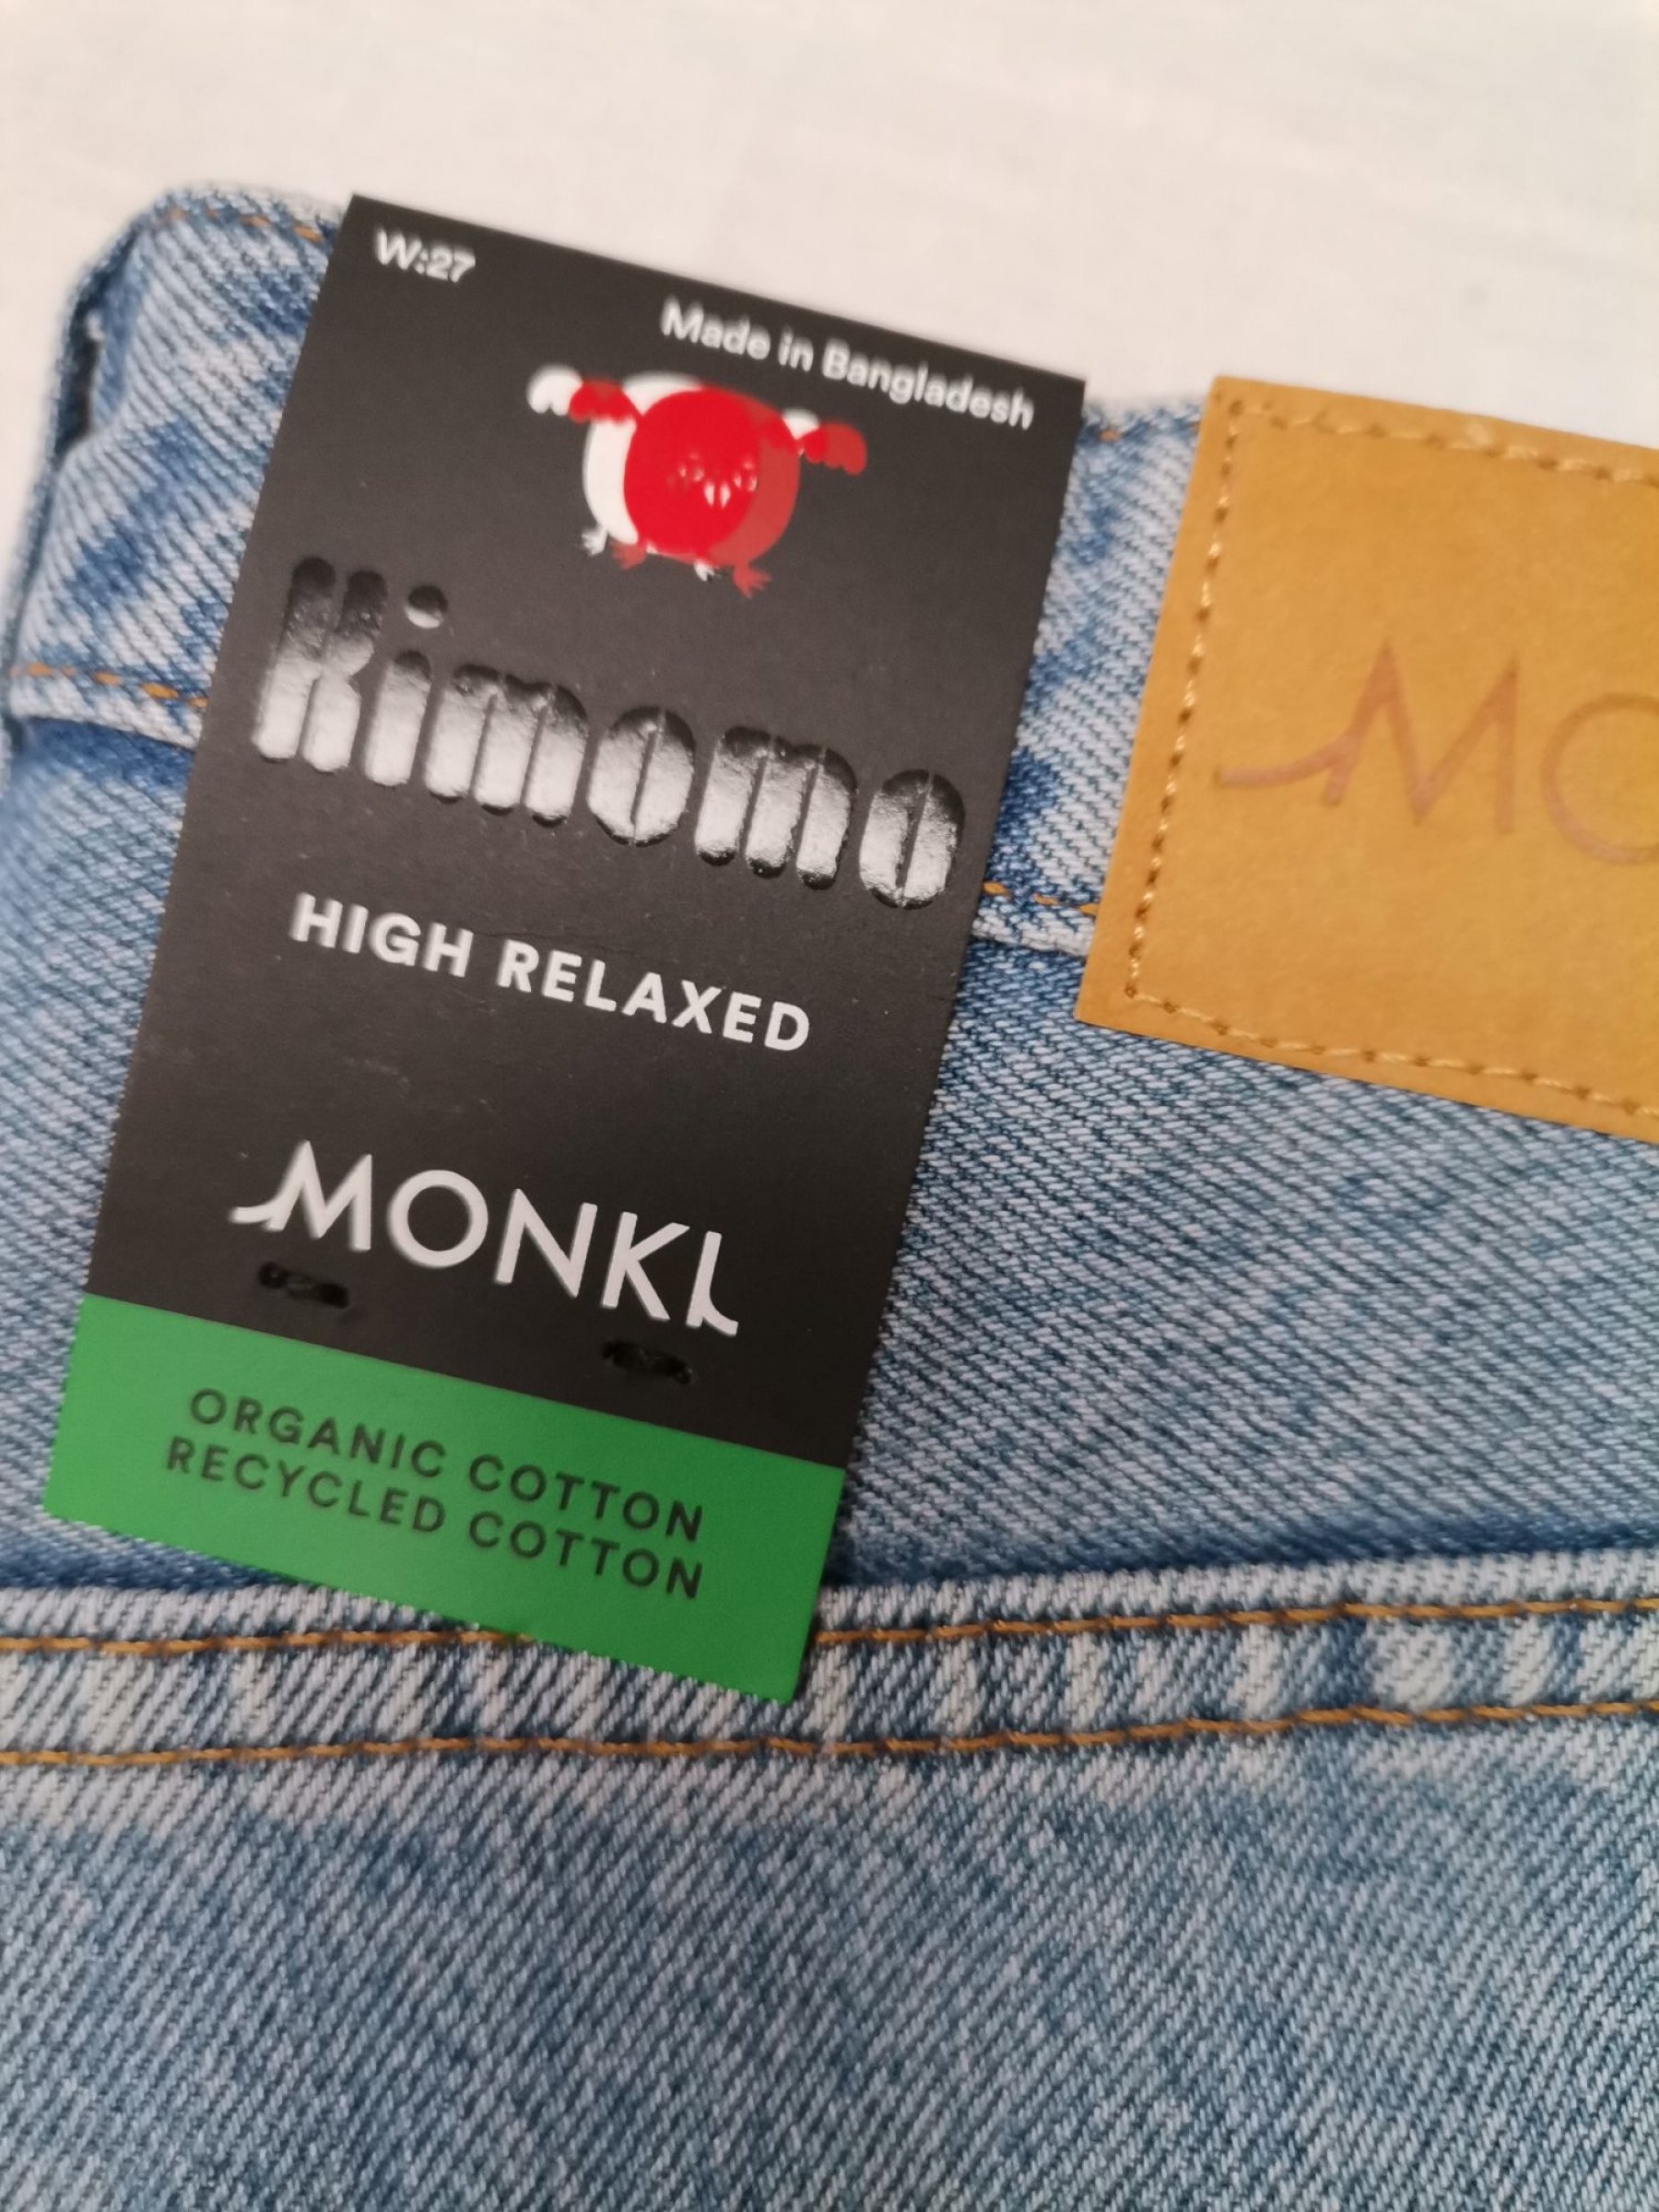 W:27
Made in Bangladesh
Kimomo
HIGH RELAXED
MONKI
ORGANIC COTTON
RECYCLED COTTON
MO